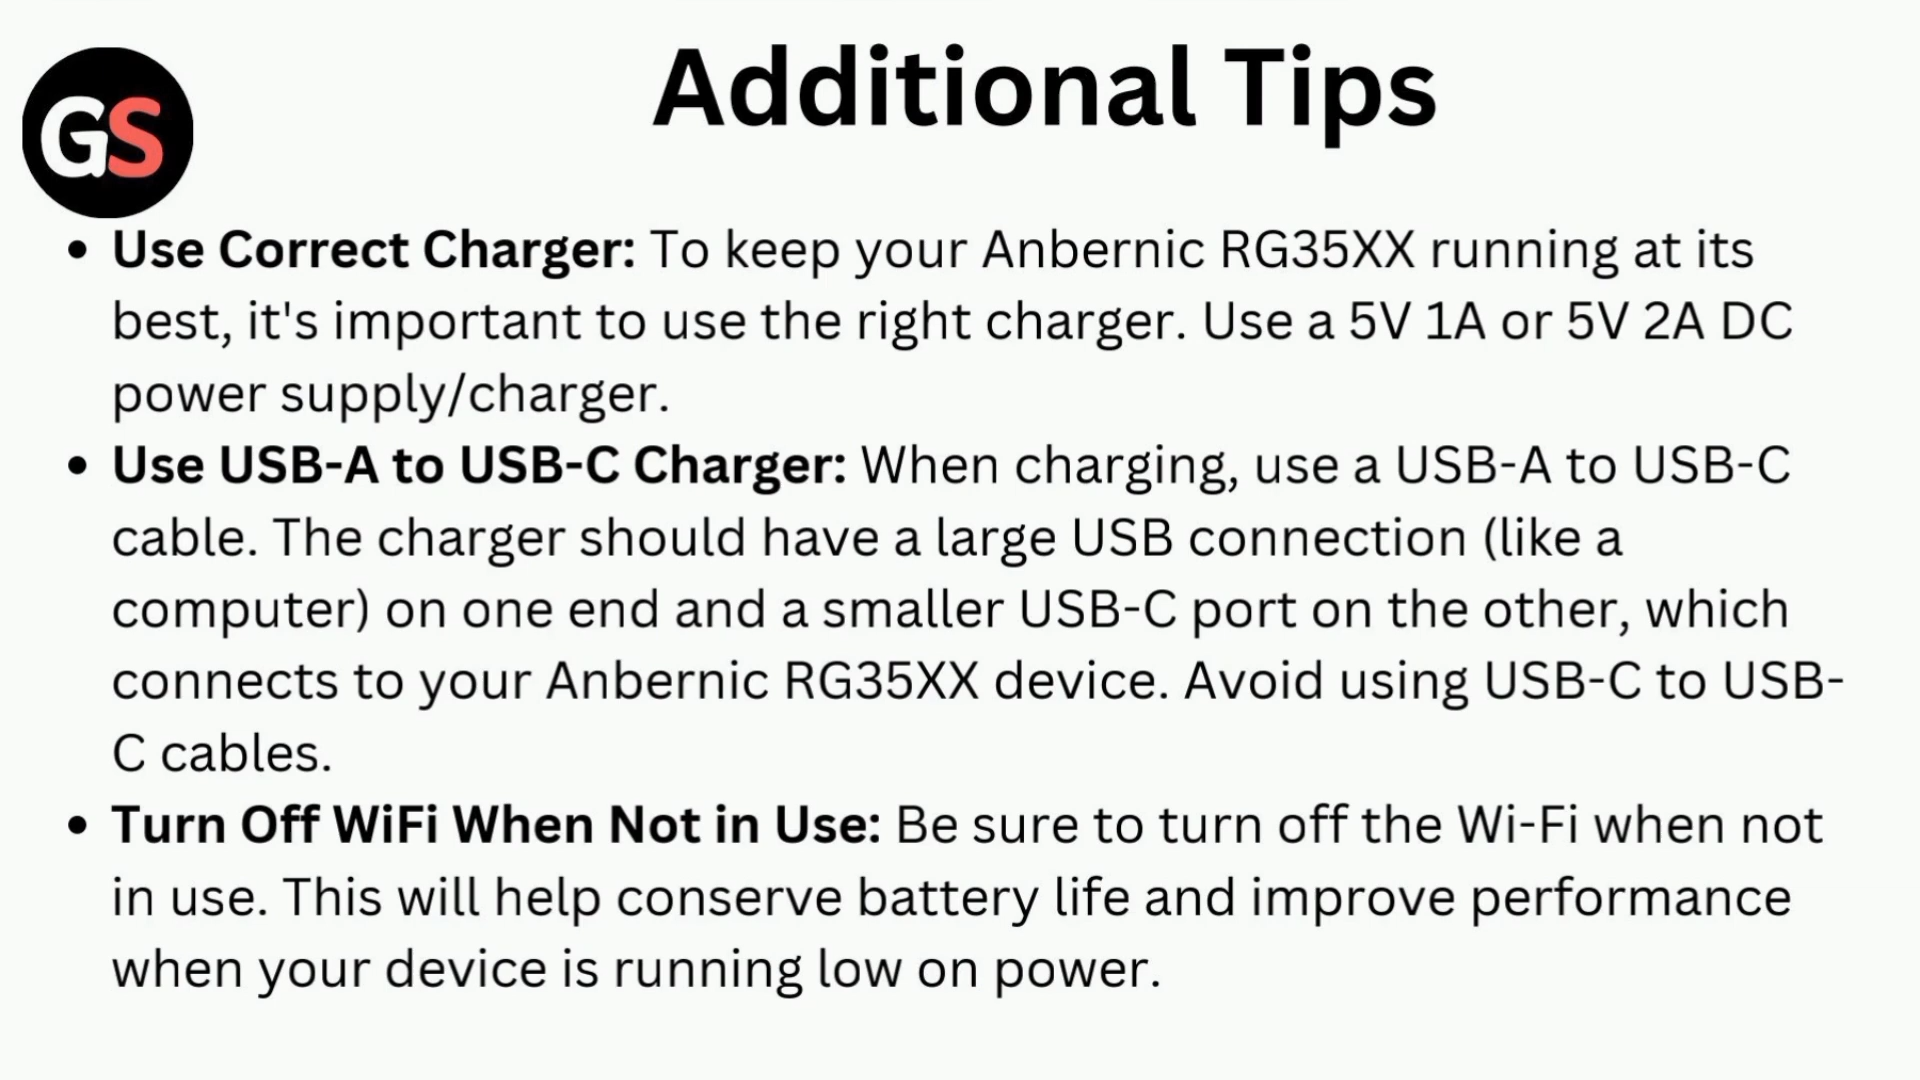 Additional Tips
GS
• Use Correct Charger: To keep your Anbernic RG35XX running at its
best, it's important to use the right charger. Use a 5V 1A or 5V 2A DC
power supply/charger.
• Use USB-A to USB-C Charger: When charging, use a USB-A to USB-C
cable. The charger should have a large USB connection (like a
computer) on one end and a smaller USB-C port on the other, which
connects to your Anbernic RG35XX device. Avoid using USB-C to USB-
C cables.
• Turn Off WiFi When Not in Use: Be sure to turn off the Wi-Fi when not
in use. This will help conserve battery life and improve performance
when your device is running low on power.